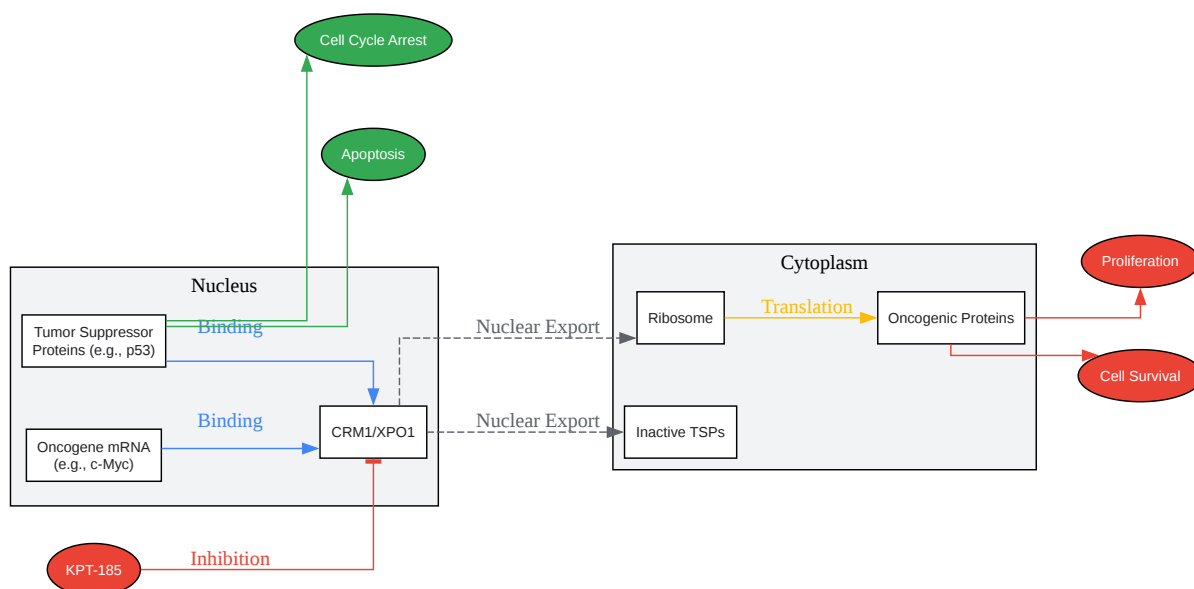 Cell Cycle Arrest
Apoptosis
Nucleus
Tumor Suppressor
Proteins (e.g., p53)
Binding
Oncogene mRNA
(e.g., c-Myc)
Binding
CRM1/XPO1
KPT-185
Inhibition
Nuclear Export
Nuclear Export
Cytoplasm
Ribosome
Translation
Oncogenic Proteins
Inactive TSPs
Proliferation
Cell Survival